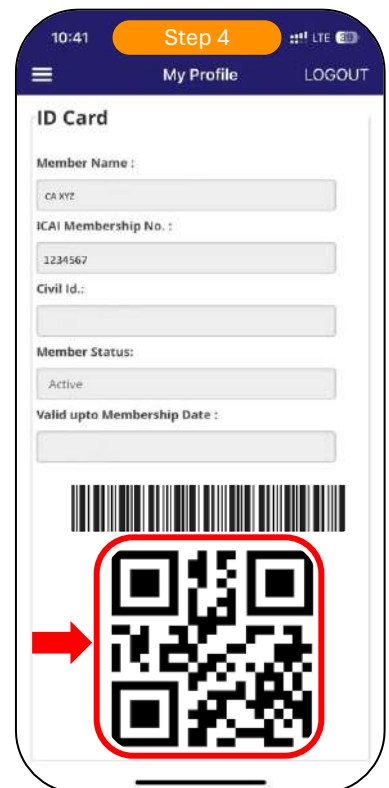 10:41
Step 4
LTE 39
My Profile
LOGOUT
ID Card
Member Name :
CA XYZ
ICAI Membership No. :
1234567
Civil Id.:
Member Status:
Active
Valid upto Membership Date :